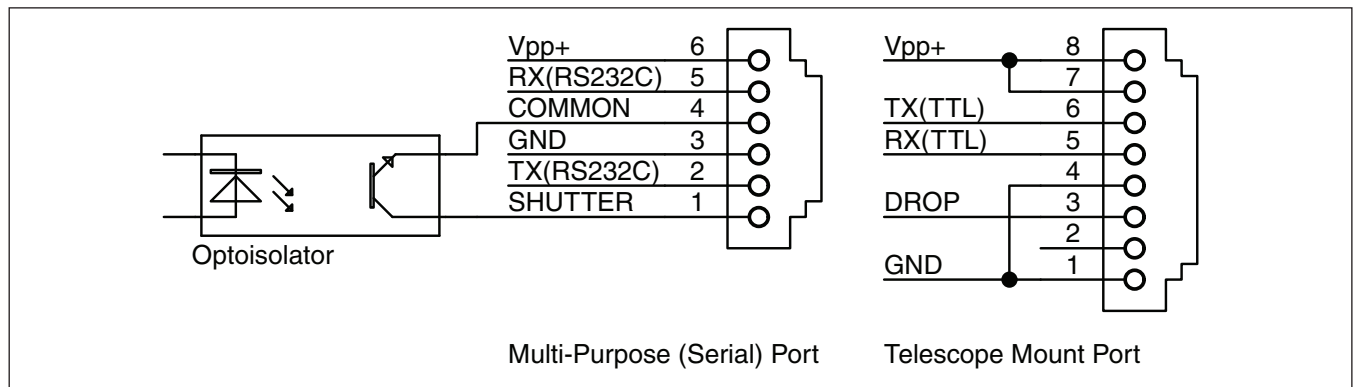 Vpp+ 6
RX(RS232C) 5
COMMON 4
GND 3
TX(RS232C) 2
SHUTTER 1
Optoisolator
Multi-Purpose (Serial) Port
Vpp+ 8
7
TX(TTL) 6
RX(TTL) 5
4
DROP 3
2
GND 1
Telescope Mount Port